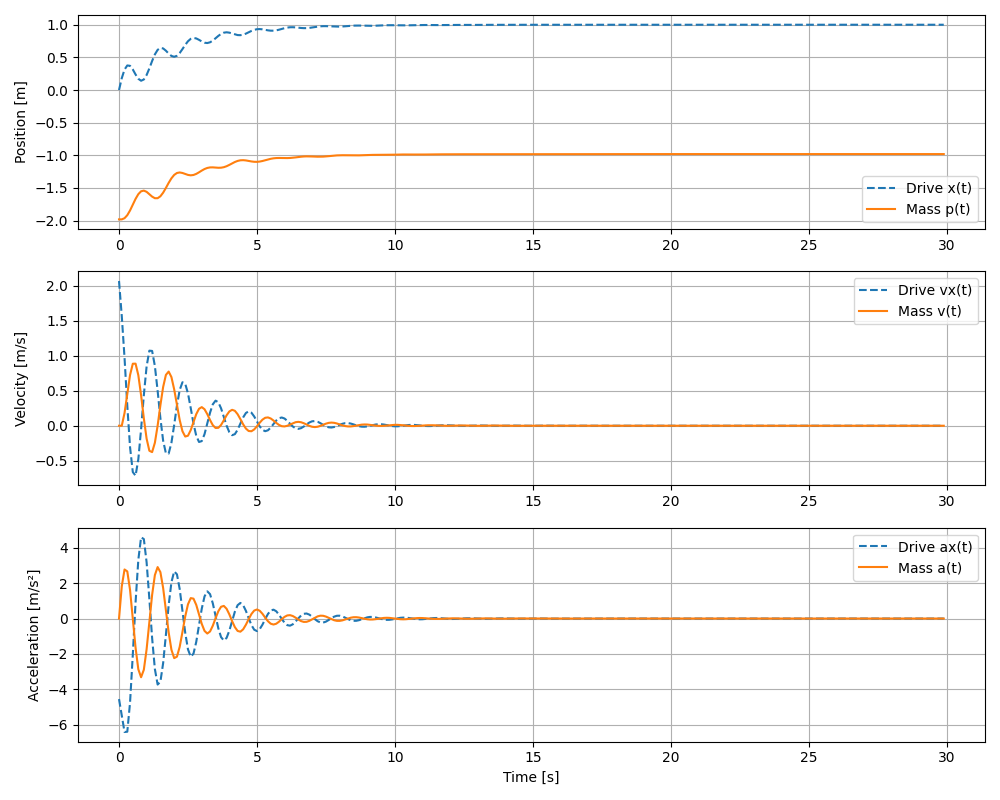 1.0
0.5
0.0
−0.5
−1.0
−1.5
−2.0
Position [m]
Drive x(t)
Mass p(t)
0 5 10 15 20 25 30
2.0
1.5
1.0
0.5
0.0
−0.5
Velocity [m/s]
Drive vx(t)
Mass v(t)
0 5 10 15 20 25 30
4
2
0
−2
−4
−6
Acceleration [m/s²]
Drive ax(t)
Mass a(t)
0 5 10 15 20 25 30
Time [s]